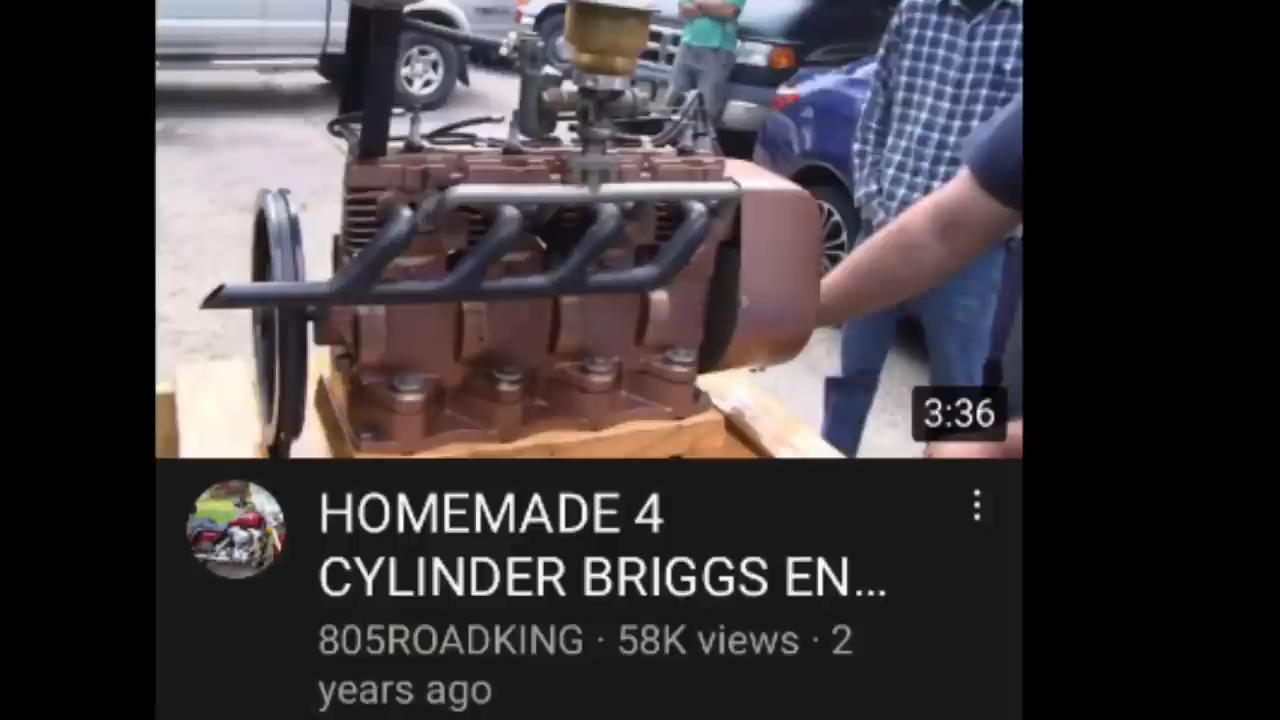 3:36
HOMEMADE 4
CYLINDER BRIGGS EN...
805ROADKING · 58K views · 2
years ago